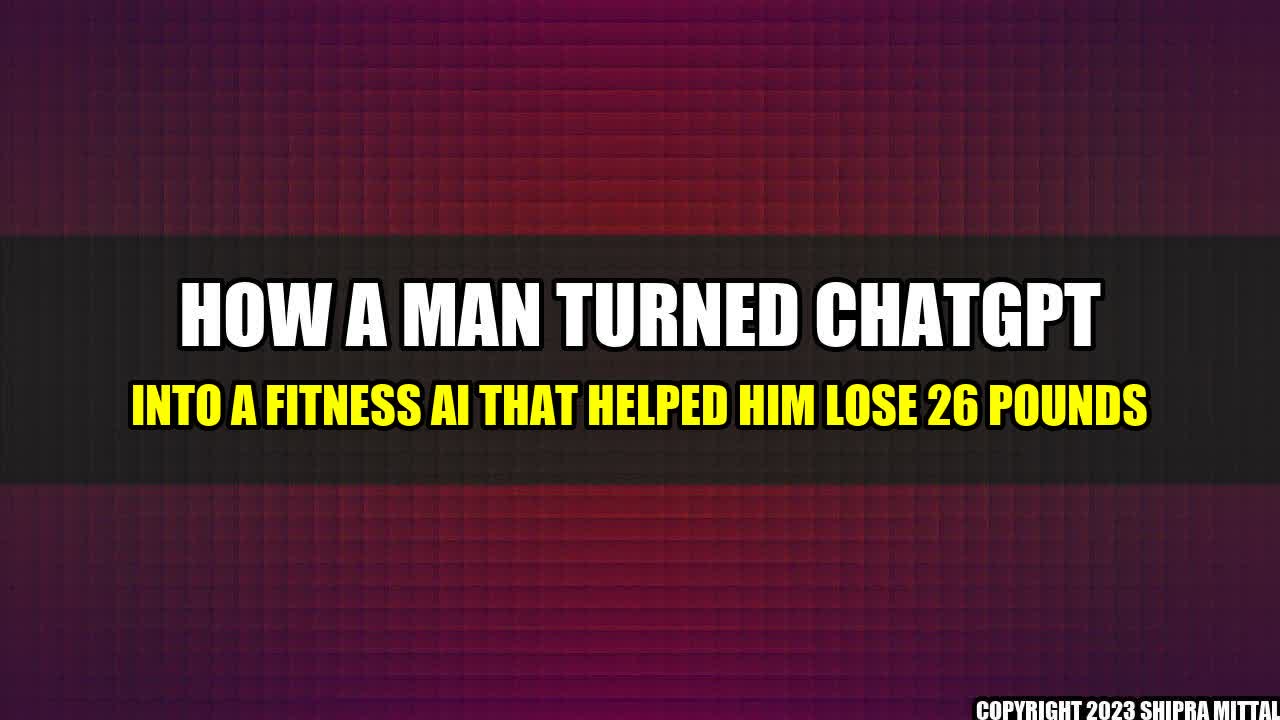 HOW A MAN TURNED CHATGPT
INTO A FITNESS AI THAT HELPED HIM LOSE 26 POUNDS
COPYRIGHT 2023 SHIPRA MITTAL